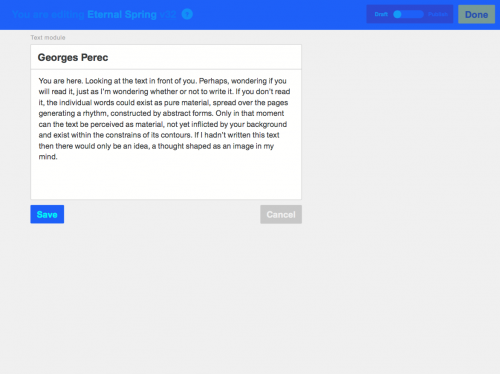 You are editing Eternal Spring v32 ?
Draft Preview Done
Text module
Georges Perec
You are here. Looking at the text in front of you. Perhaps, wondering if you
will read it, just as I'm wondering whether or not to write it. If you don't read
it, the individual words could exist as pure material, spread over the pages
generating a rhythm, constructed by abstract forms. Only in that moment
can the text be perceived as material, not yet inflicted by your background
and exist within the constrains of its contours. If I hadn't written this text
then there would only be an idea, a thought shaped as an image in my
mind.
Save Cancel